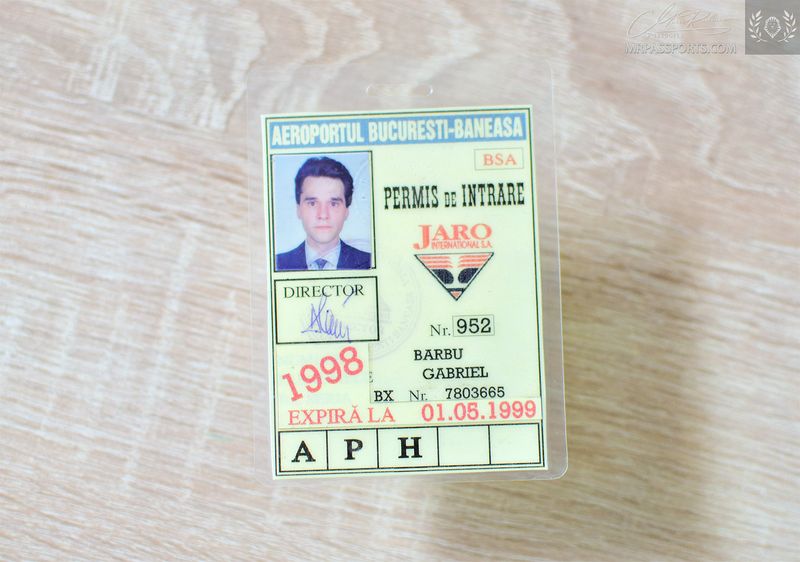 MRPASSPORTS.COM
AEROPORTUL BUCURESTI-BANEASA
BSA
PERMIS DE INTRARE
JARO
INTERNATIONAL S.A.
DIRECTOR
Nr. 952
BARBU
GABRIEL
1998
E
BX Nr. 7803665
EXPIRĂ LA 01.05.1999
A P H